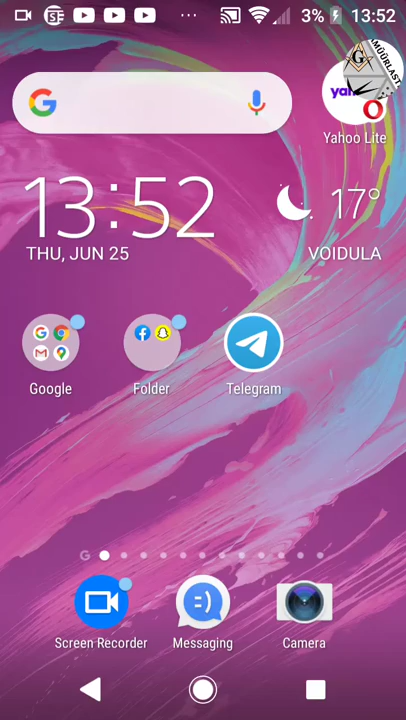 3% 13:52
MÜÜRLAST
Yahoo Lite
13:52
17°
THU, JUN 25
VOIDULA
Google
Folder
Telegram
Screen Recorder
Messaging
Camera